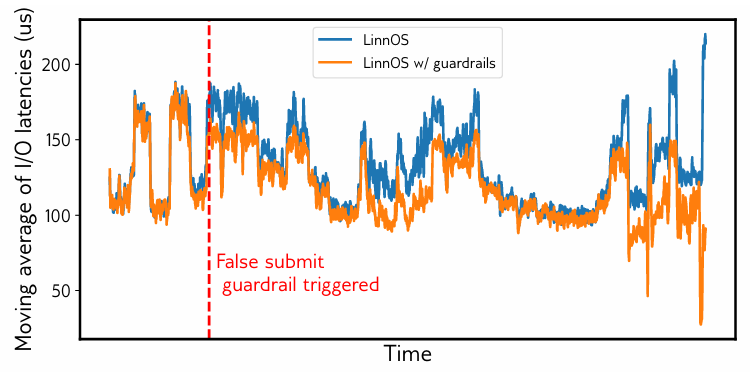 Moving average of I/O latencies (us)
200
150
100
50
LinnOS
LinnOS w/ guardrails
False submit
guardrail triggered
Time